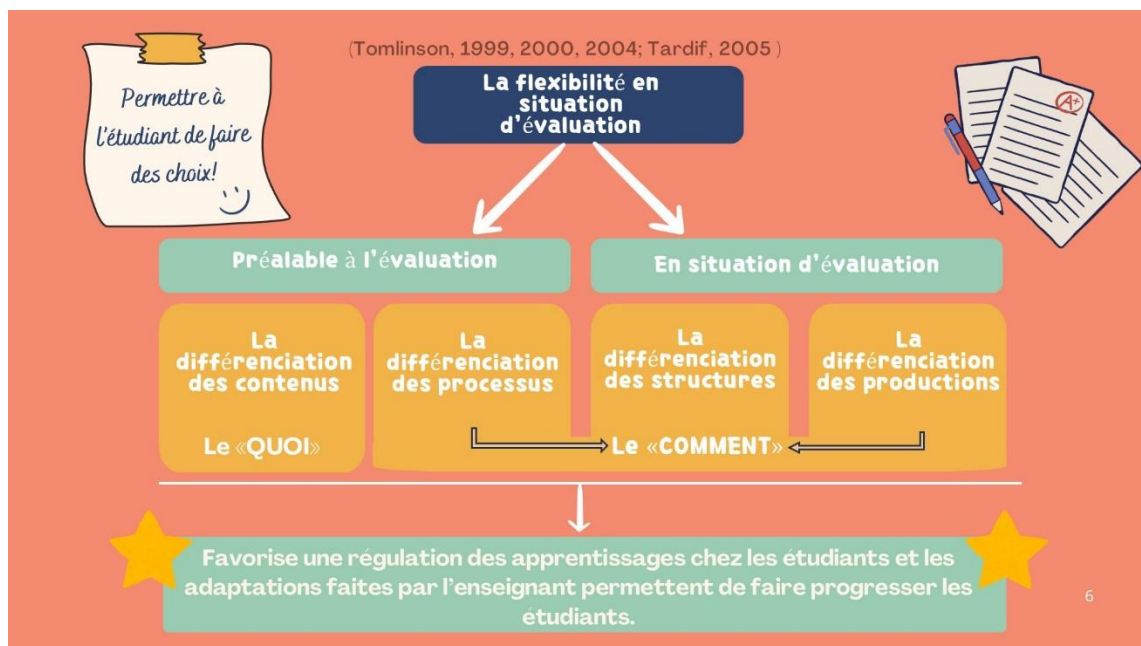 (Tomlinson, 1999, 2000, 2004; Tardif, 2005 )
Permettre à
l'étudiant de faire
des choix!
La flexibilité en
situation
d'évaluation
A+
Préalable à l'évaluation
En situation d'évaluation
La
différenciation
des contenus
Le «QUOI»
La
différenciation
des processus
La
différenciation
des structures
La
différenciation
des productions
Le «COMMENT»
Favorise une régulation des apprentissages chez les étudiants et les
adaptations faites par l'enseignant permettent de faire progresser les
étudiants.
6